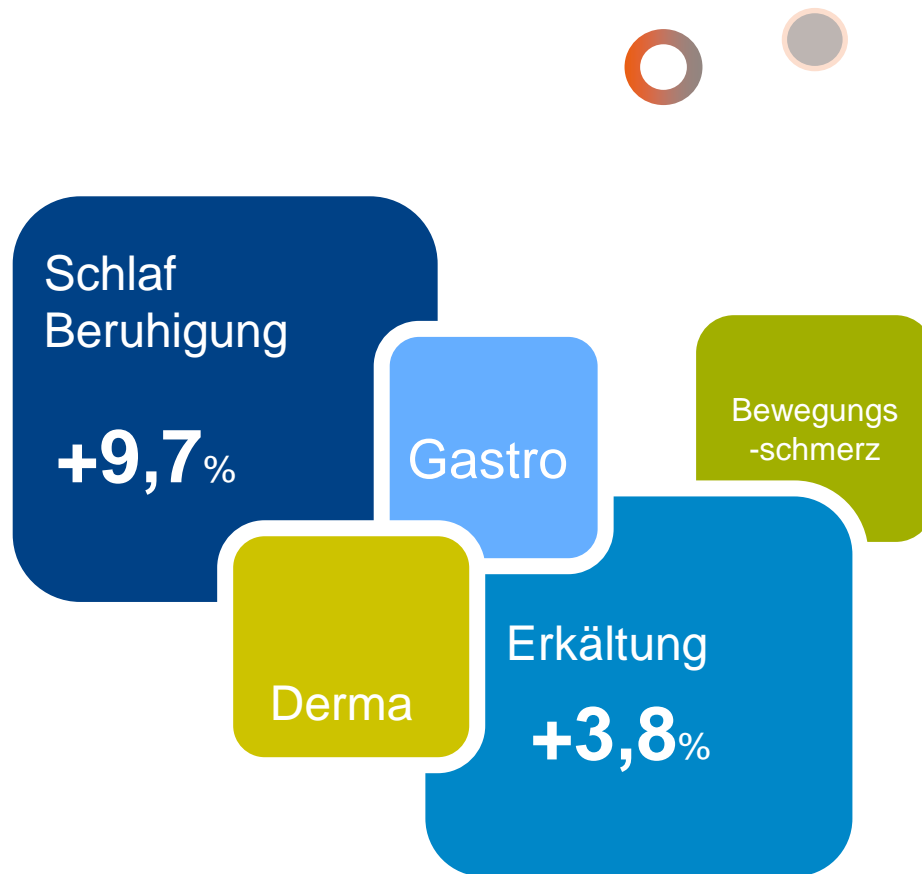 Schlaf
Beruhigung
+9,7%
Gastro
Bewegungs
-schmerz
Derma
Erkältung
+3,8%